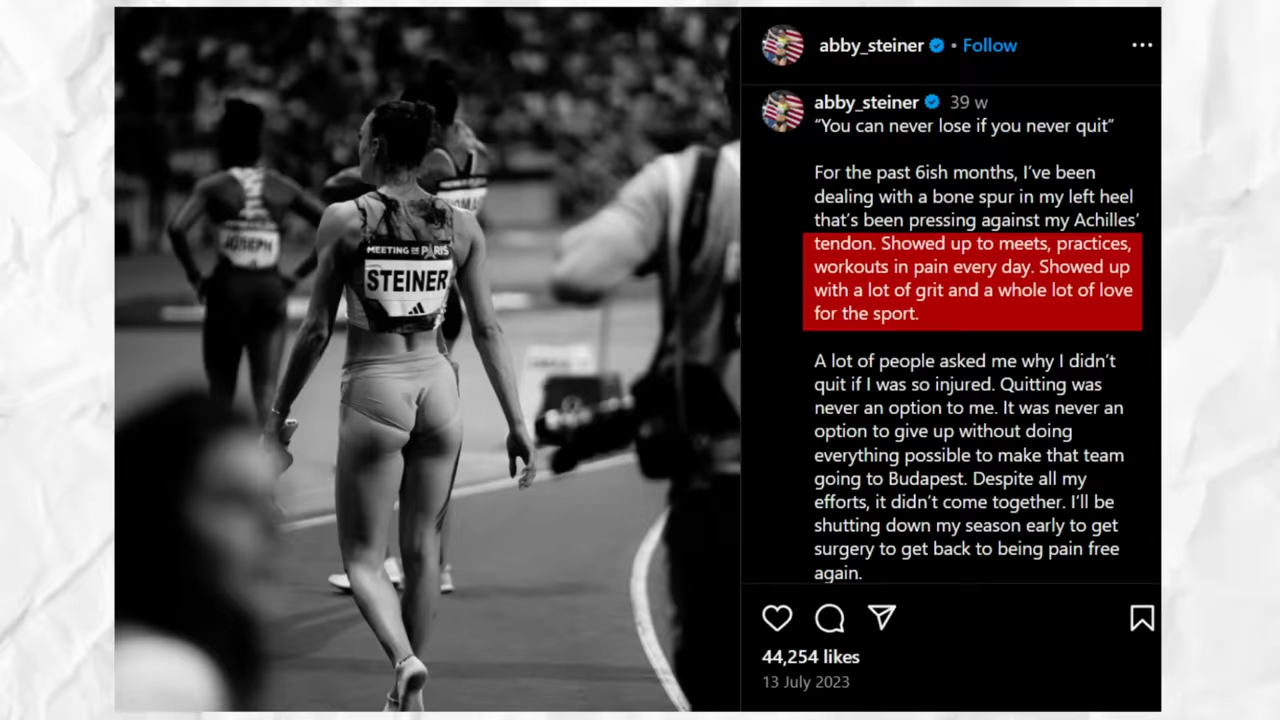 JOSEPH
MEETING DE PARIS
STEINER
abby_steiner • Follow
abby_steiner 39 w
“You can never lose if you never quit”
For the past 6ish months, I’ve been
dealing with a bone spur in my left heel
that’s been pressing against my Achilles’
tendon. Showed up to meets, practices,
workouts in pain every day. Showed up
with a lot of grit and a whole lot of love
for the sport.
A lot of people asked me why I didn’t
quit if I was so injured. Quitting was
never an option to me. It was never an
option to give up without doing
everything possible to make that team
going to Budapest. Despite all my
efforts, it didn’t come together. I’ll be
shutting down my season early to get
surgery to get back to being pain free
again.
44,254 likes
13 July 2023